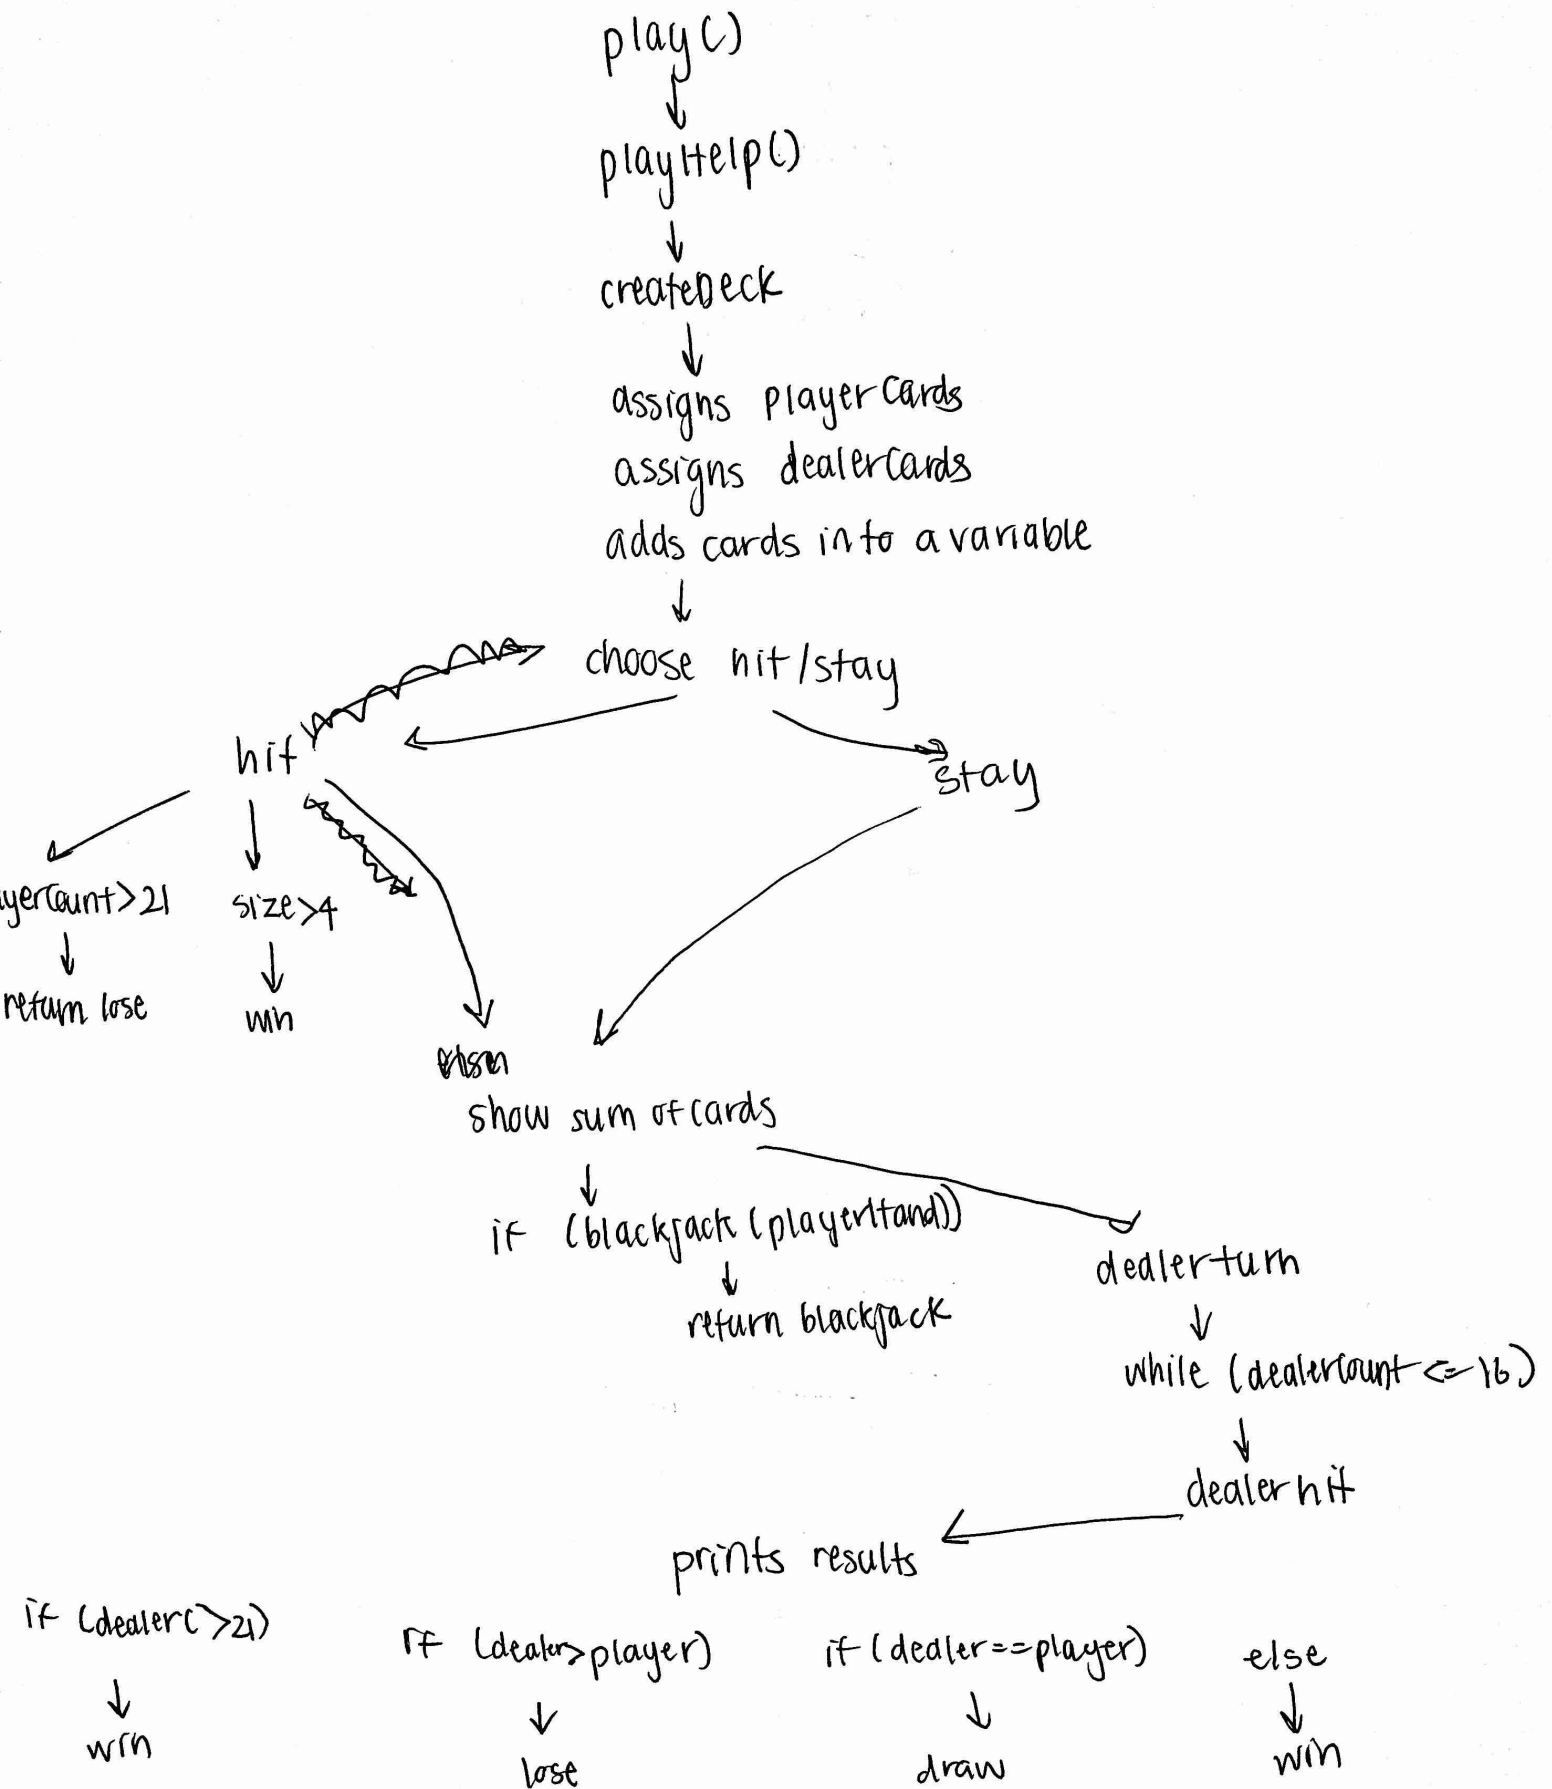 play()
playHelp()
createDeck
assigns playerCards
assigns dealerCards
adds cards into a variable
choose hit/stay
hit
stay
yerCount>21
size>4
return lose
win
show sum of cards
if (blackjack (playerHand))
return blackjack
dealerturn
while (dealerCount <= 16)
dealerhit
prints results
if (dealerC>21)
if (dealer>player)
if (dealer==player)
else
win
lose
draw
win